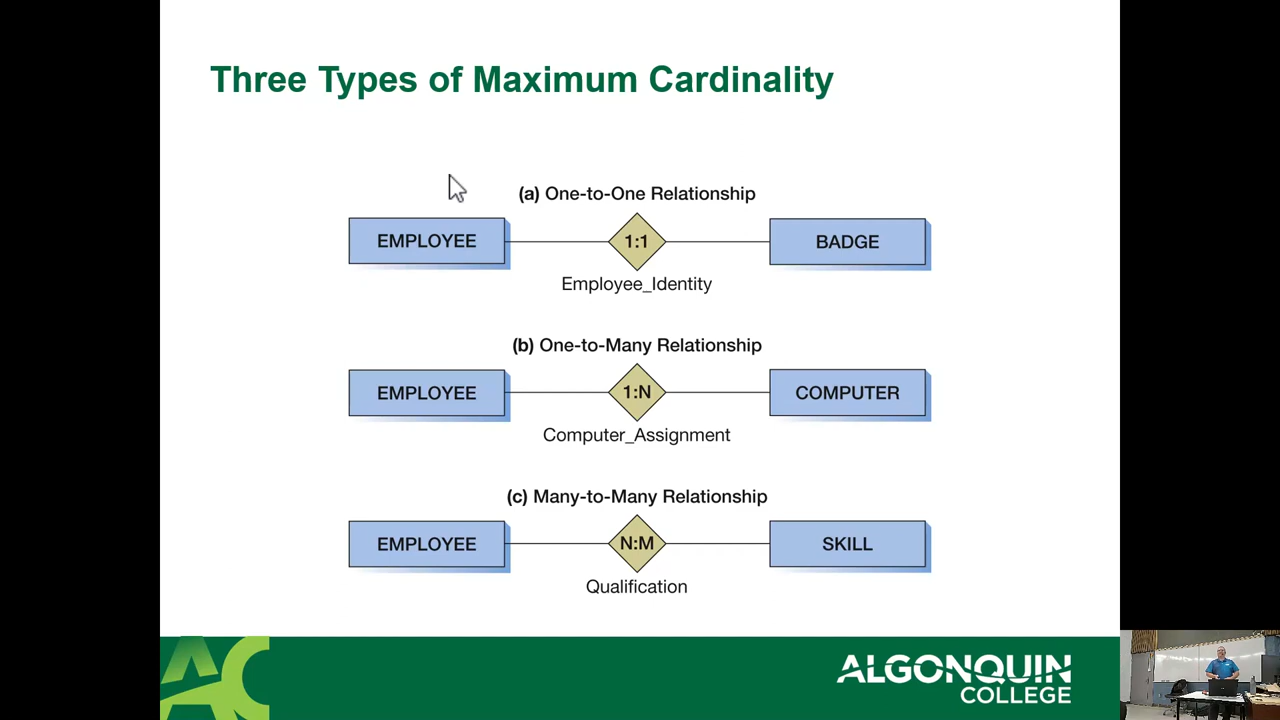 Three Types of Maximum Cardinality
(a) One-to-One Relationship
EMPLOYEE 1:1 BADGE
Employee_Identity
(b) One-to-Many Relationship
EMPLOYEE 1:N COMPUTER
Computer_Assignment
(c) Many-to-Many Relationship
EMPLOYEE N:M SKILL
Qualification
AC
ALGONQUIN
COLLEGE